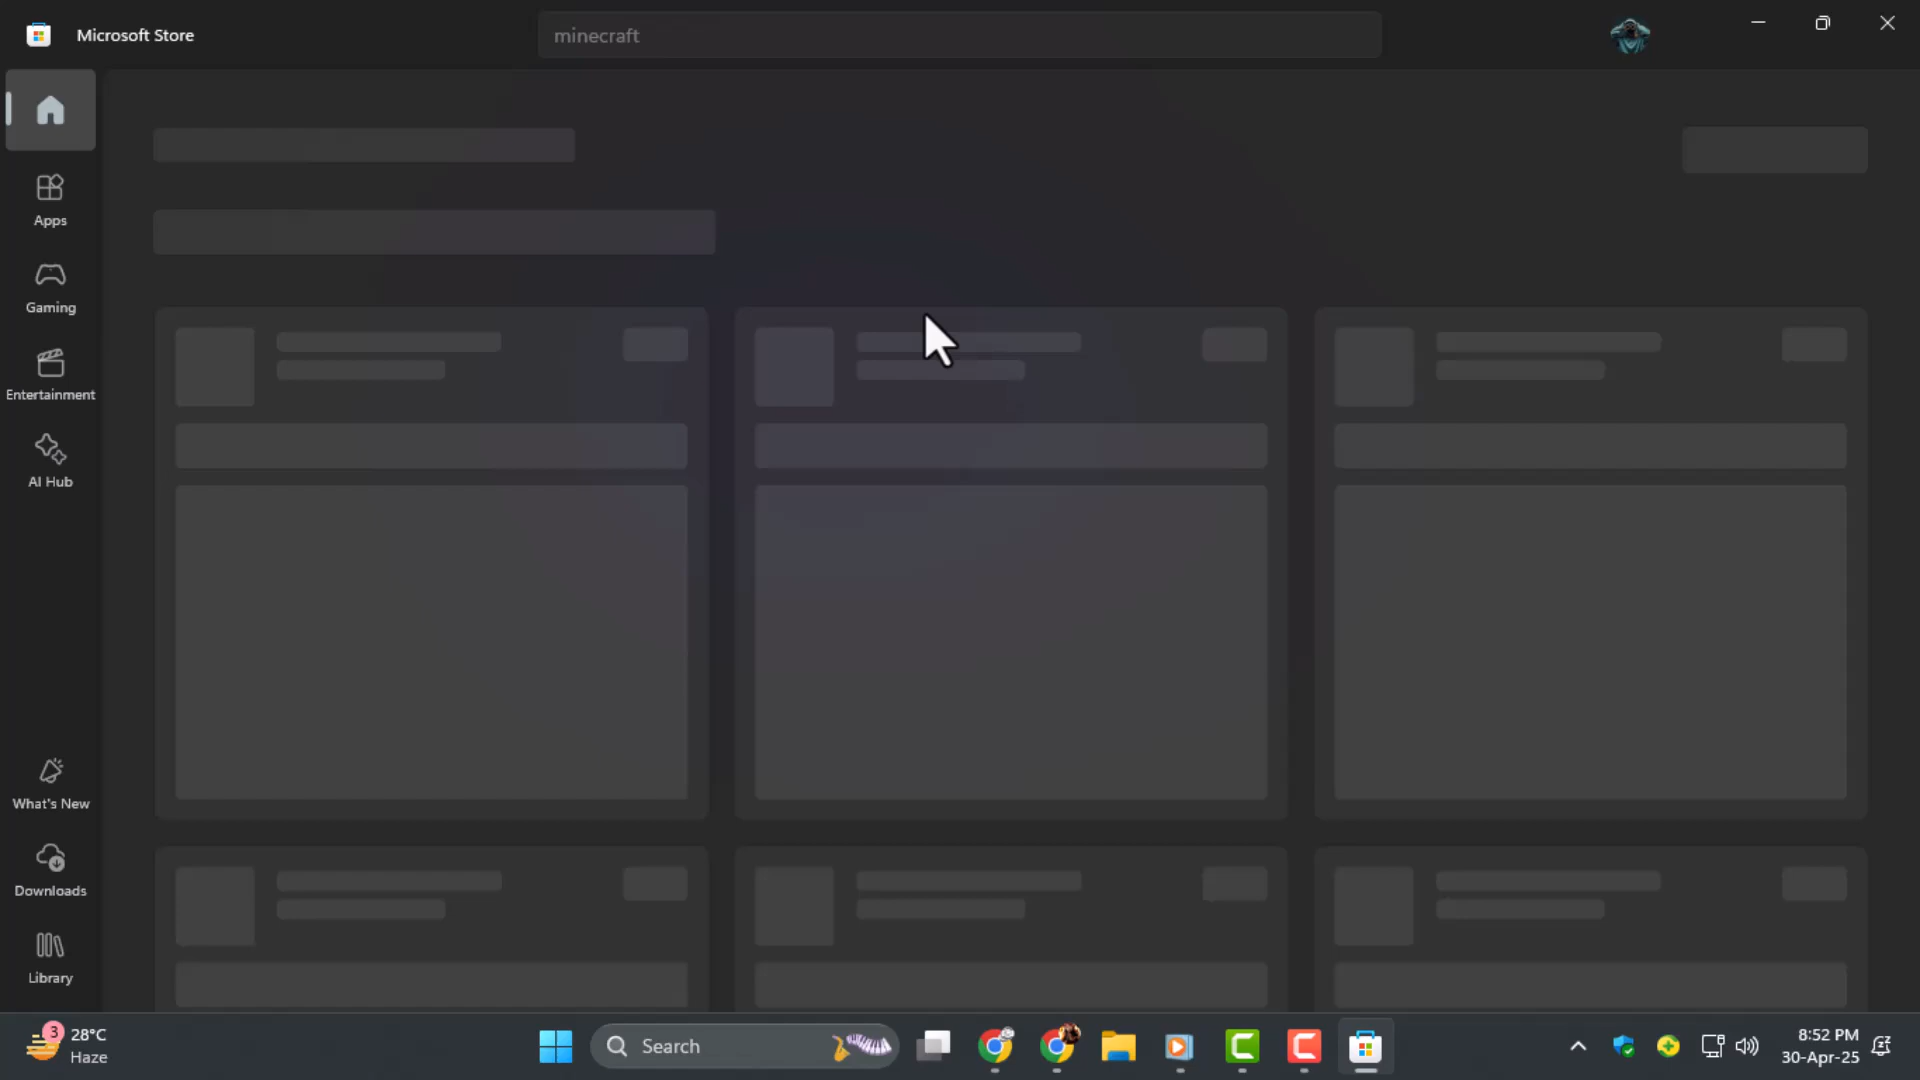 Microsoft Store
minecraft
Apps
Gaming
Entertainment
AI Hub
What's New
Downloads
Library
3
28°C
Haze
Search
8:52 PM
30-Apr-25